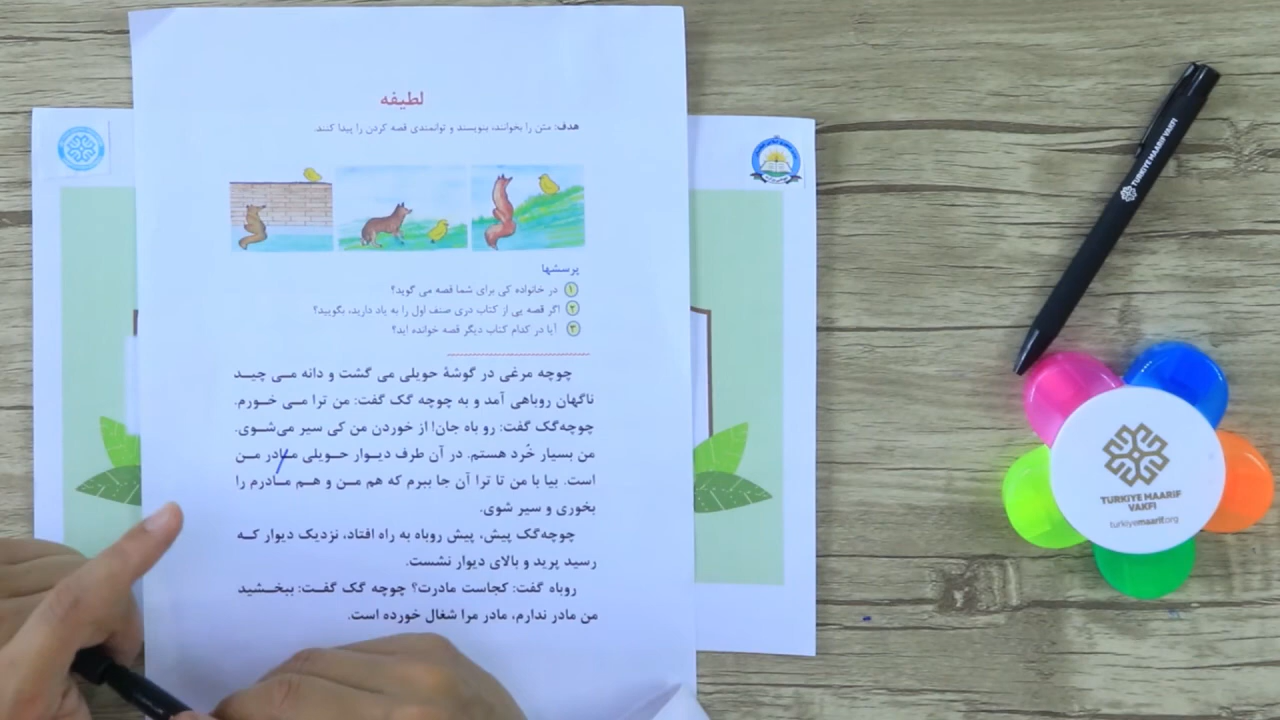 لطیفه
هدف: متن را بخوانند، بنویسند و توانمندی قصه کردن را پیدا کنند.
پرسشها
۱ در خانواده کی برای شما قصه می گوید؟
۲ اگر قصه یی از کتاب دری صنف اول را به یاد دارید، بگویید؟
۳ آیا در کدام کتاب دیگر قصه خوانده اید؟
چوچه مرغی در گوشهٔ حویلی می گشت و دانه مـی چیـد
ناگهان روباهی آمد و به چوچه گک گفت: من ترا مـی خـورم.
چوچه‌گک گفت: رو باه جان! از خوردن من کی سیر می‌شـوی.
من بسیار خُرد هستم. در آن طرف دیـوار حـویلی مـادر مـن
است. بیا با من تا ترا آن جا ببرم که هم مـن و هـم مـادرم را
بخوری و سیر شوی.
چوچه‌گک پیش، پیش روباه به راه افتاد، نزدیک دیوار کـه
رسید پرید و بالای دیوار نشست.
روباه گفت: کجاست مادرت؟ چوچه گک گفـت: ببخـشید
من مادر ندارم، مادر مرا شغال خورده است.
TURKIYE MAARIF VAKFI
TURKIYE MAARIF
VAKFI
turkiyemaarif.org